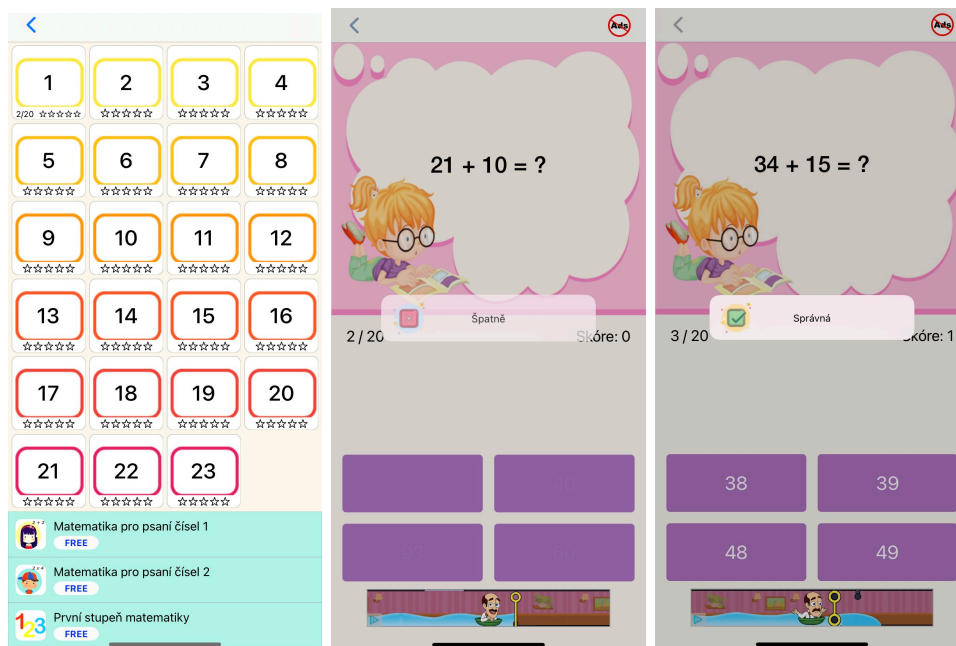 1 2 3 4
2/20
5 6 7 8
9 10 11 12
13 14 15 16
17 18 19 20
21 22 23
Matematika pro psaní čísel 1
FREE
Matematika pro psaní čísel 2
FREE
První stupeň matematiky
FREE
123
Ads
21 + 10 = ?
Špatně
2 / 20 Skóre: 0
Ads
34 + 15 = ?
Správná
3 / 20 Skóre: 1
38 39
48 49